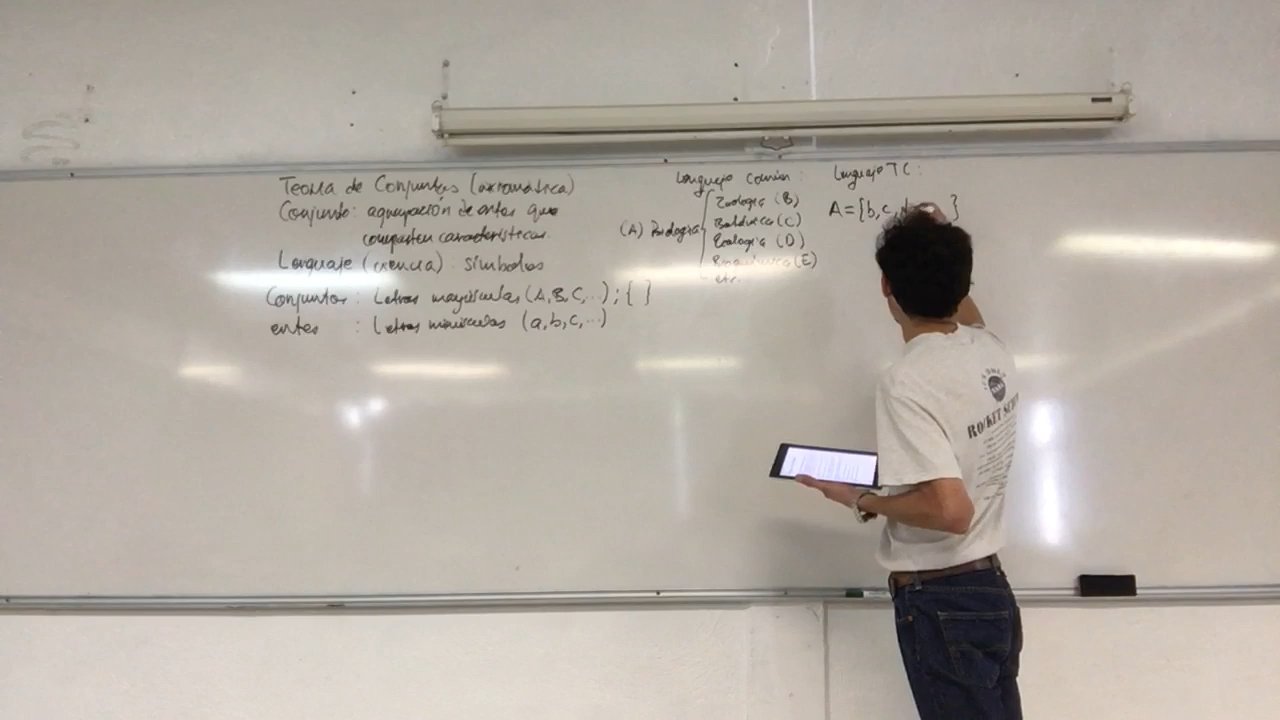 Teoría de Conjuntos (axiomática)
Conjunto: agrupación de entes que
comparten características.
Lenguaje (ciencia): símbolos
Conjuntos: Letras mayúsculas (A, B, C, ...); { }
entes : Letras minúsculas (a, b, c, ...)
Lenguaje Común:
(A) Biología
Zoología (B)
Botánica (C)
Ecología (D)
Bioquímica (E)
etc.
Lenguaje TC:
A={b,c, }
ROCKET